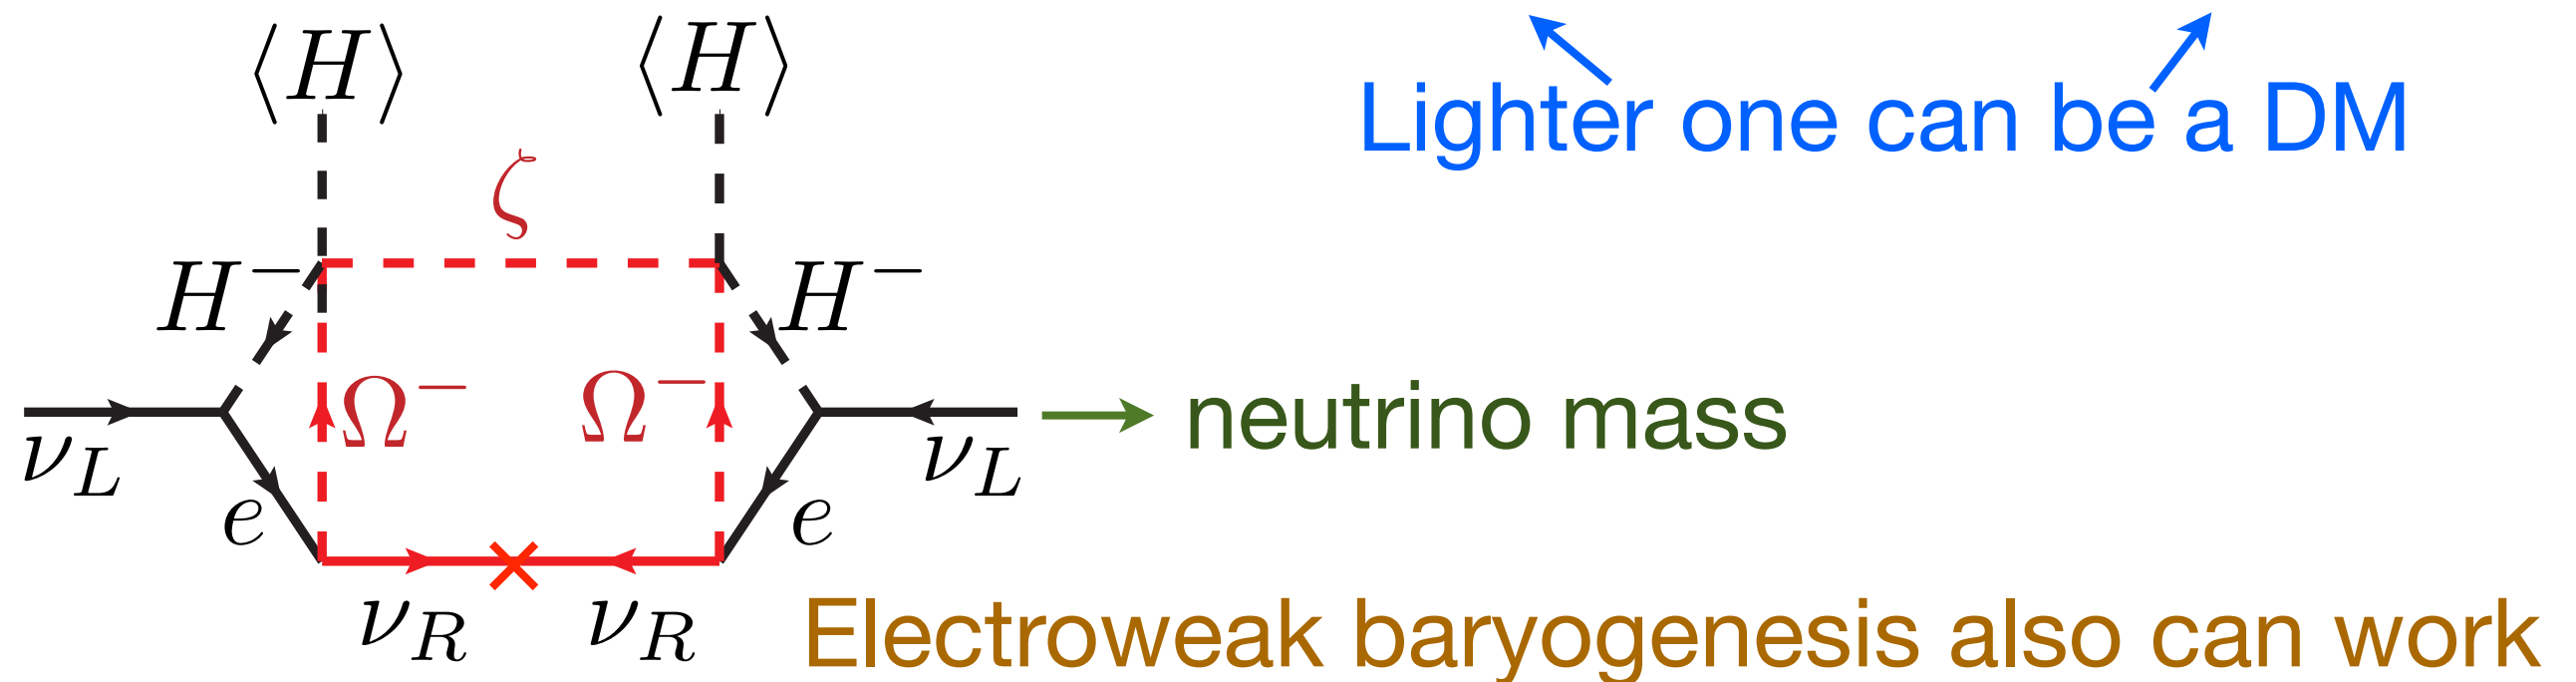 ⟨H⟩ ⟨H⟩
Lighter one can be a DM
ζ
H⁻ H⁻
Ω⁻ Ω⁻
neutrino mass
ν_L ν_L
e e
ν_R ν_R
Electroweak baryogenesis also can work